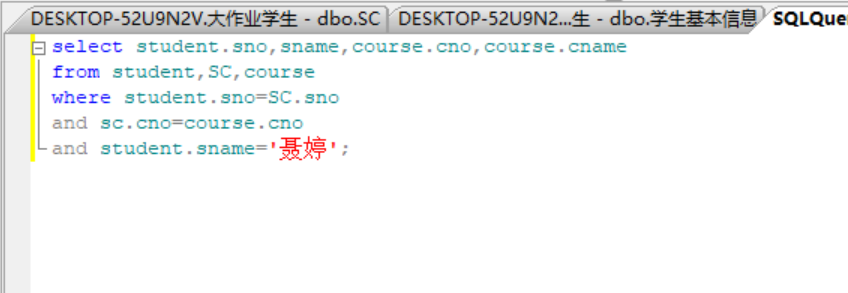 DESKTOP-52U9N2V.大作业学生 - dbo.SC DESKTOP-52U9N2...生 - dbo.学生基本信息 SQLQue
select student.sno,sname,course.cno,course.cname
from student,SC,course
where student.sno=SC.sno
and sc.cno=course.cno
and student.sname='聂婷';